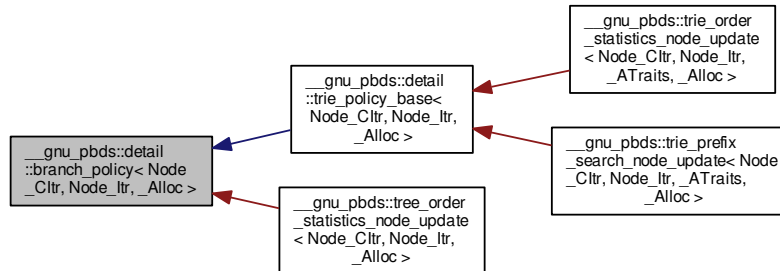 __gnu_pbds::detail
::branch_policy< Node
_CItr, Node_Itr, _Alloc >
__gnu_pbds::detail
::trie_policy_base<
Node_CItr, Node_Itr,
_Alloc >
__gnu_pbds::tree_order
_statistics_node_update
< Node_CItr, Node_Itr,
_Alloc >
__gnu_pbds::trie_order
_statistics_node_update
< Node_CItr, Node_Itr,
_ATraits, _Alloc >
__gnu_pbds::trie_prefix
_search_node_update< Node
_CItr, Node_Itr, _ATraits,
_Alloc >